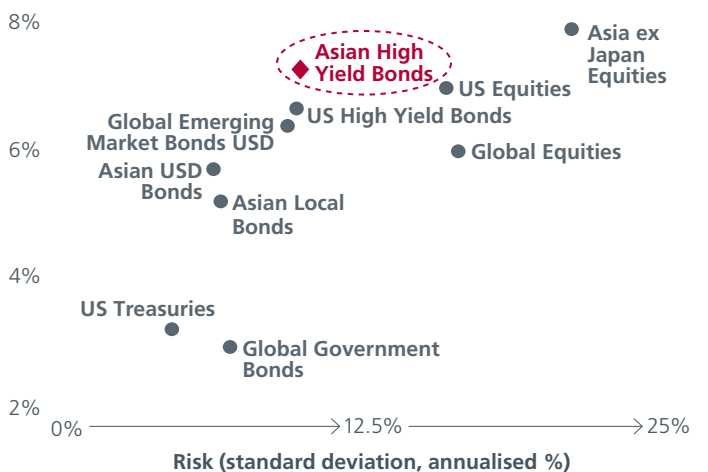 8%
Asia ex
Japan
Equities
Asian High
Yield Bonds
US Equities
US High Yield Bonds
Global Emerging
Market Bonds USD
6%
Global Equities
Asian USD
Bonds
Asian Local
Bonds
4%
US Treasuries
Global Government
Bonds
2%
0%
12.5%
25%
Risk (standard deviation, annualised %)